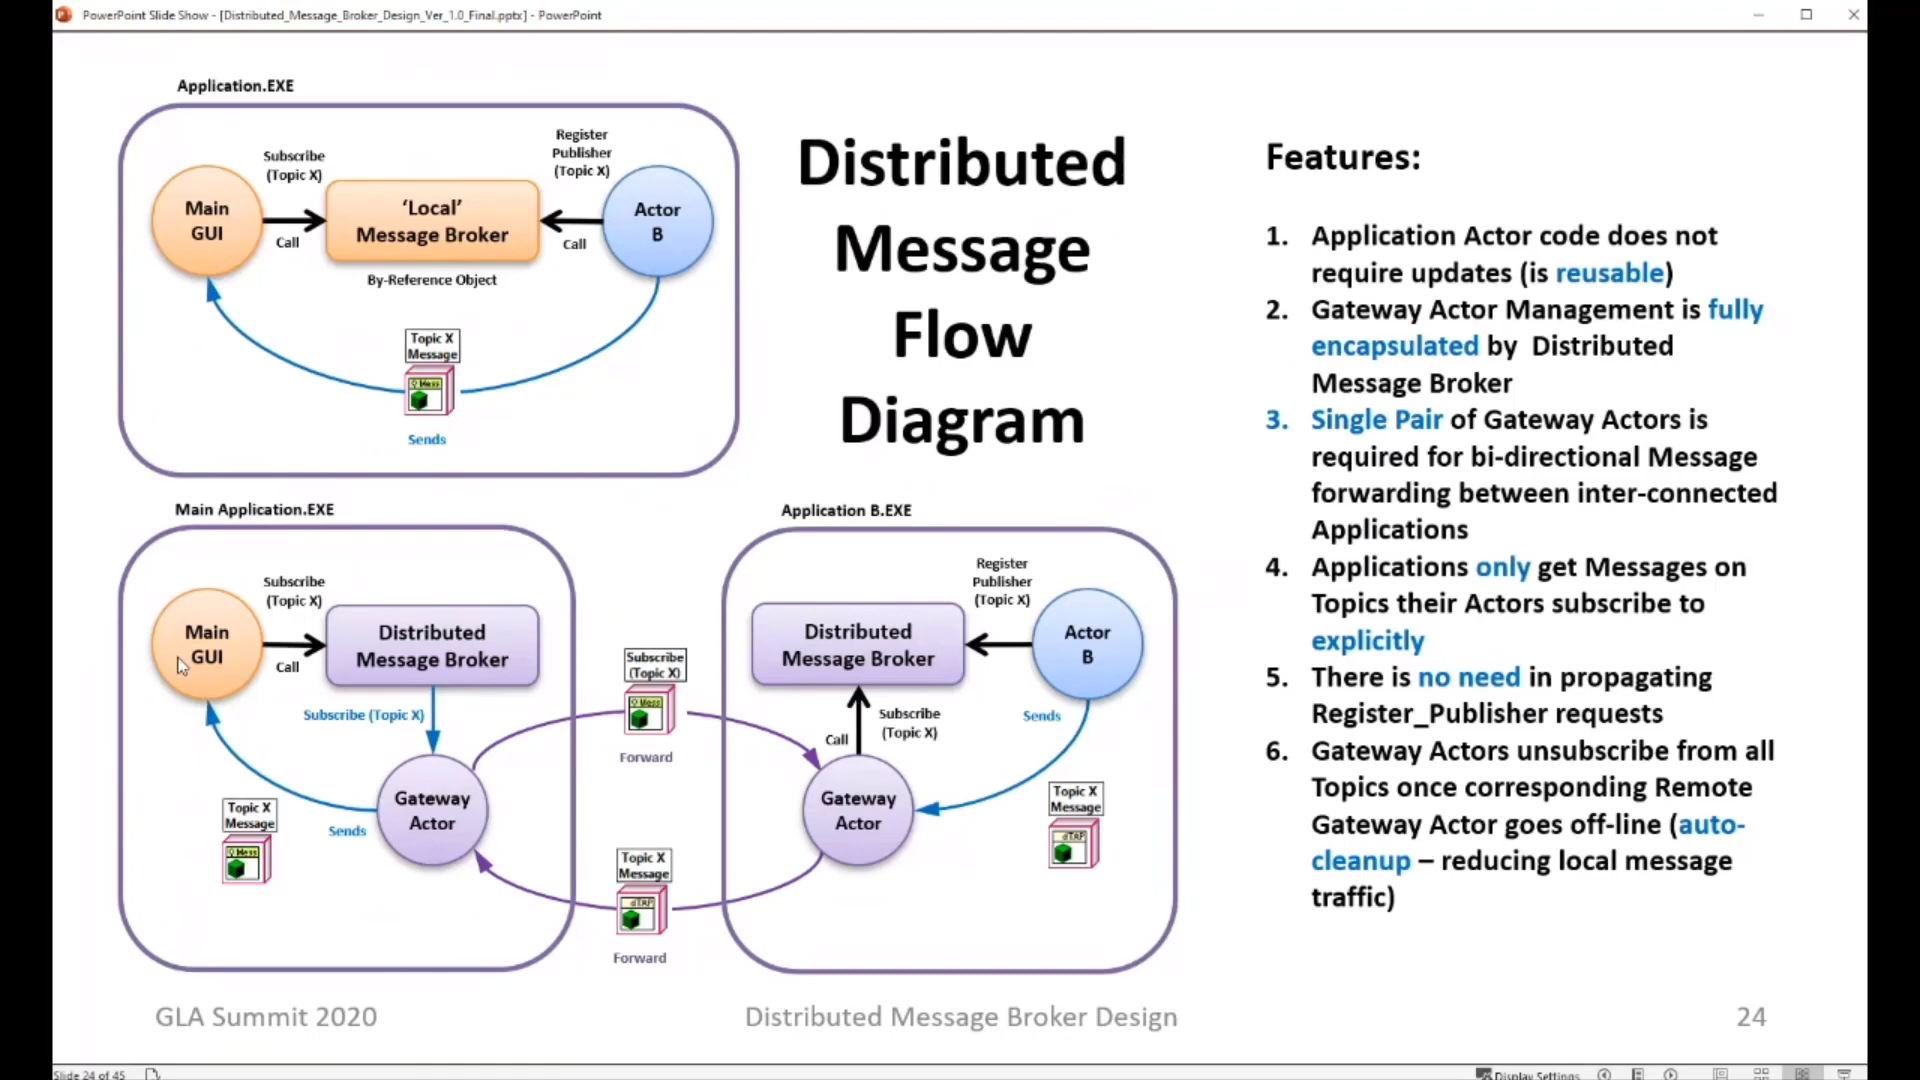 PowerPoint Slide Show - [Distributed_Message_Broker_Design_Ver_1.0_Final.pptx] - PowerPoint
Application.EXE
Subscribe
(Topic X)
Register
Publisher
(Topic X)
Main
GUI
Call
'Local'
Message Broker
Call
Actor
B
By-Reference Object
Topic X
Message
Sends
Distributed
Message
Flow
Diagram
Main Application.EXE
Subscribe
(Topic X)
Main
GUI
Call
Distributed
Message Broker
Subscribe (Topic X)
Gateway
Actor
Topic X
Message
Sends
Subscribe
(Topic X)
Forward
Topic X
Message
dTAP
Forward
Application B.EXE
Register
Publisher
(Topic X)
Distributed
Message Broker
Actor
B
Call
Subscribe
(Topic X)
Sends
Gateway
Actor
Topic X
Message
dTAP
Features:
1. Application Actor code does not
require updates (is reusable)
2. Gateway Actor Management is fully
encapsulated by Distributed
Message Broker
3. Single Pair of Gateway Actors is
required for bi-directional Message
forwarding between inter-connected
Applications
4. Applications only get Messages on
Topics their Actors subscribe to
explicitly
5. There is no need in propagating
Register_Publisher requests
6. Gateway Actors unsubscribe from all
Topics once corresponding Remote
Gateway Actor goes off-line (auto-
cleanup – reducing local message
traffic)
GLA Summit 2020
Distributed Message Broker Design
24
Slide 24 of 45
Display Settings